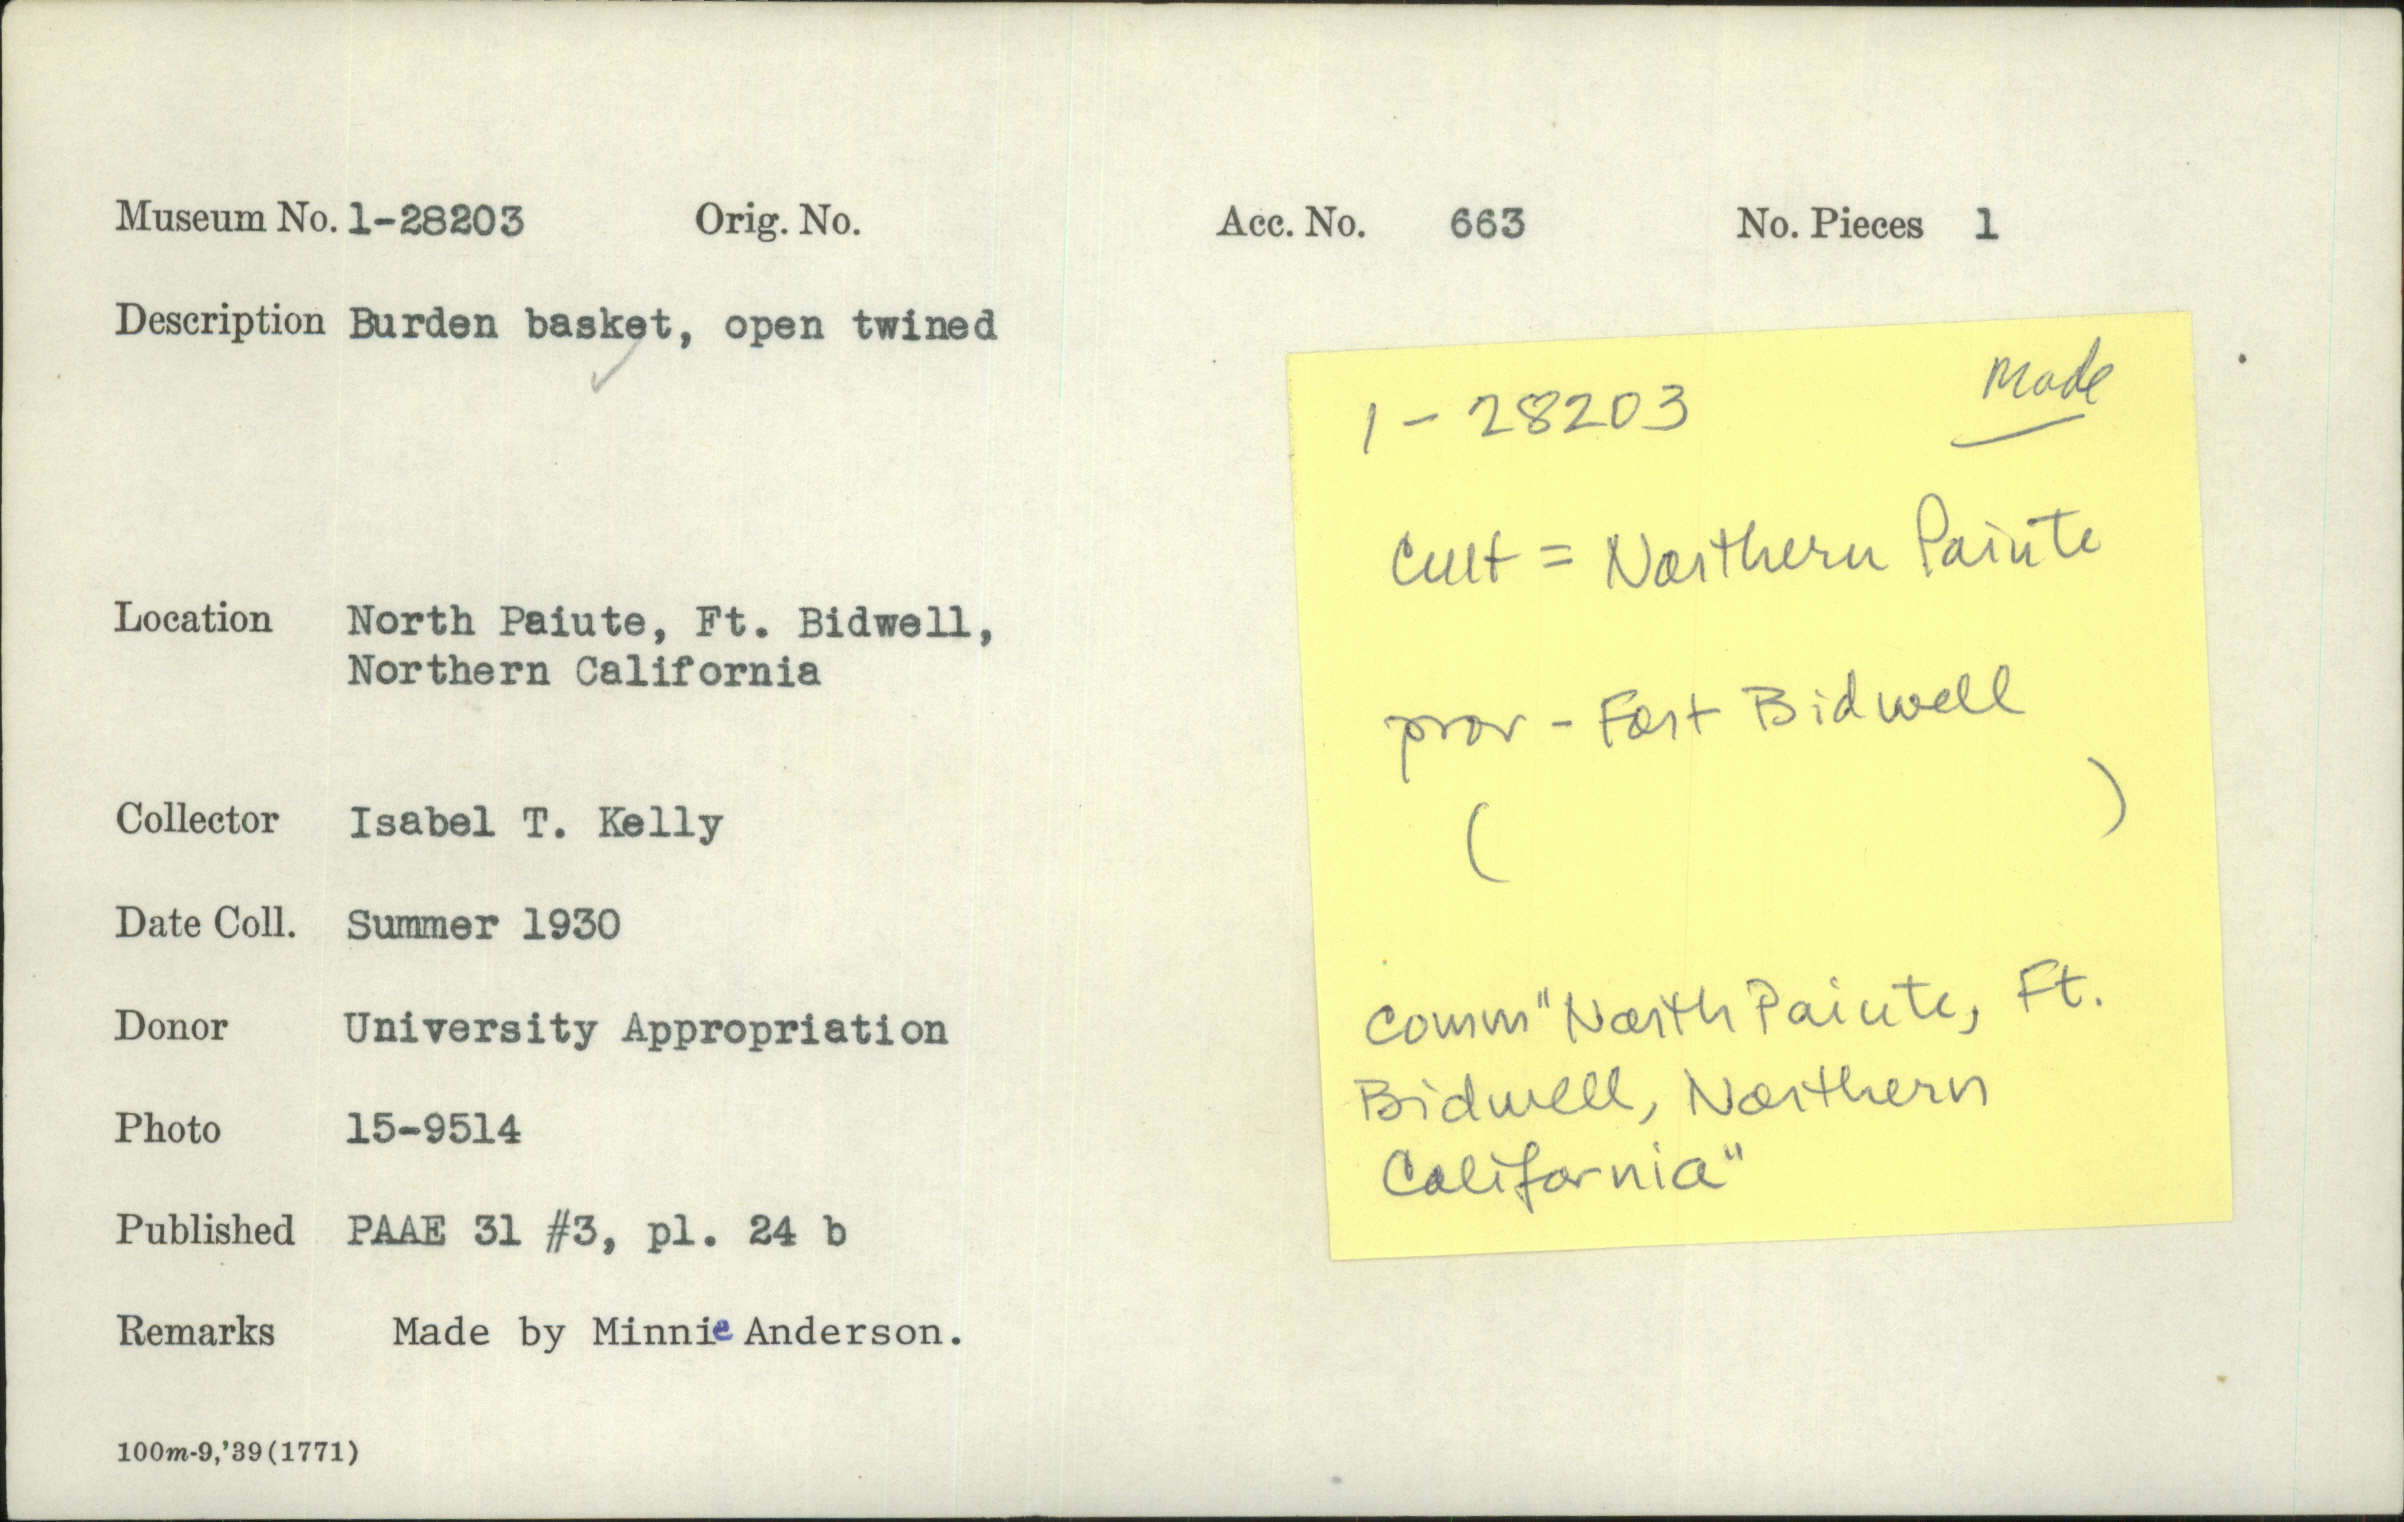 Museum No. 1-28203 Orig. No. Acc. No. 663 No. Pieces 1
Description Burden basket, open twined
Location North Paiute, Ft. Bidwell,
Northern California
Collector Isabel T. Kelly
Date Coll. Summer 1930
Donor University Appropriation
Photo 15-9514
Published PAAE 31 #3, pl. 24 b
Remarks Made by Minnie Anderson.
100m-9,'39(1771)
made
1-28203
Cult = Northern Paiute
prov - Fort Bidwell
( )
Comm "North Paiute, Ft.
Bidwell, Northern
California"